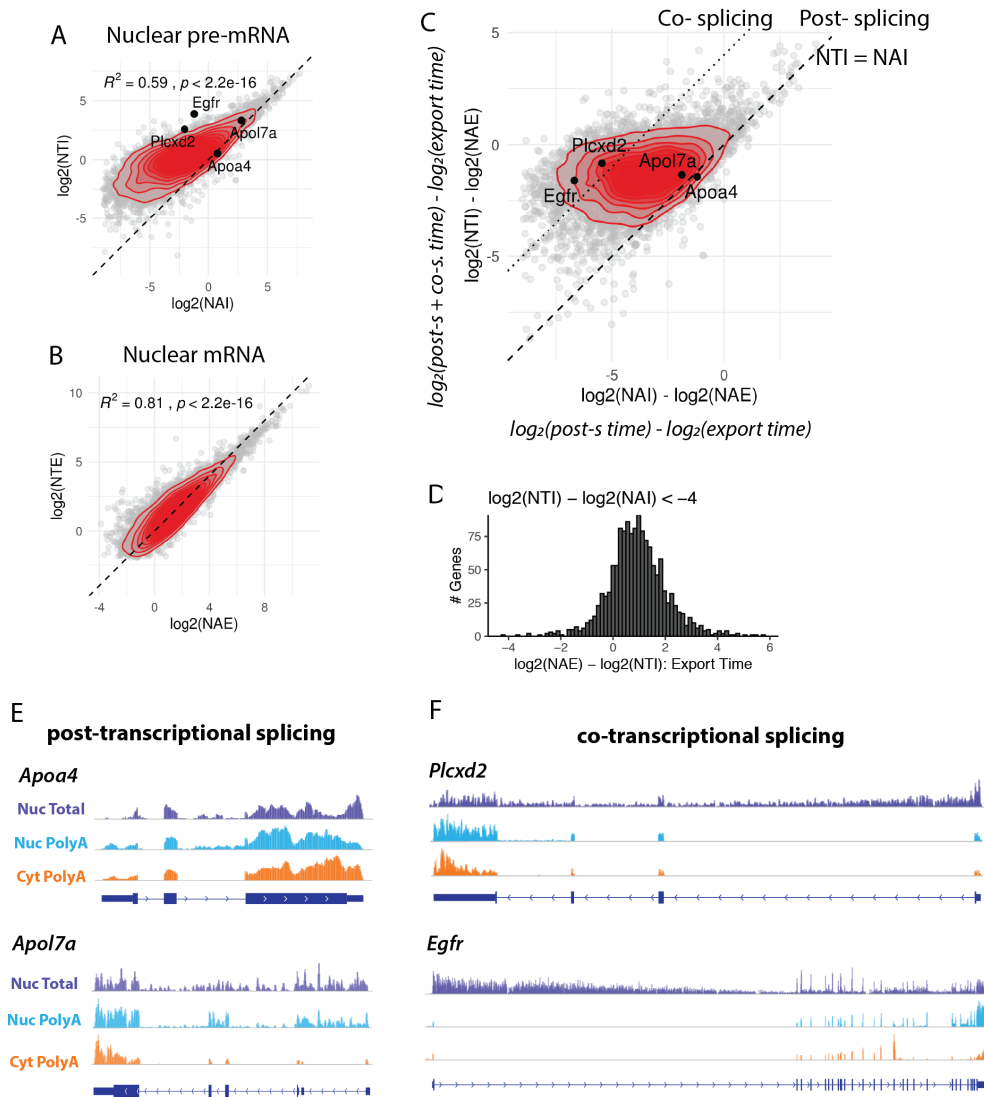 A
Nuclear pre-mRNA
R² = 0.59 , p < 2.2e-16
Egfr
Plcxd2
Apol7a
Apoa4
5
0
-5
log2(NTI)
-5
0
5
log2(NAI)
B
Nuclear mRNA
R² = 0.81 , p < 2.2e-16
10
5
0
log2(NTE)
-4
0
4
8
log2(NAE)
C
Co- splicing
Post- splicing
NTI = NAI
5
0
-5
Plcxd2
Apol7a
Egfr
Apoa4
log₂(post-s + co-s. time) - log₂(export time)
log2(NTI) - log2(NAE)
-5
0
log2(NAI) - log2(NAE)
log₂(post-s time) - log₂(export time)
D
log2(NTI) − log2(NAI) < −4
75
50
25
0
# Genes
−4
−2
0
2
4
6
log2(NAE) − log2(NTI): Export Time
E
post-transcriptional splicing
Apoa4
Nuc Total
Nuc PolyA
Cyt PolyA
Apol7a
Nuc Total
Nuc PolyA
Cyt PolyA
F
co-transcriptional splicing
Plcxd2
Egfr